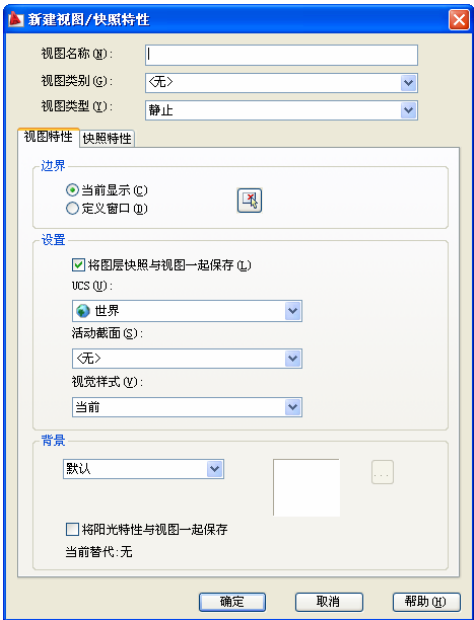 新建视图/快照特性
视图名称(N):
视图类别(G): <无>
视图类型(T): 静止
视图特性 快照特性
边界
当前显示(C)
定义窗口(D)
设置
将图层快照与视图一起保存(L)
UCS(U):
世界
活动截面(S):
<无>
视觉样式(V):
当前
背景
默认
...
将阳光特性与视图一起保存
当前替代:无
确定 取消 帮助(H)